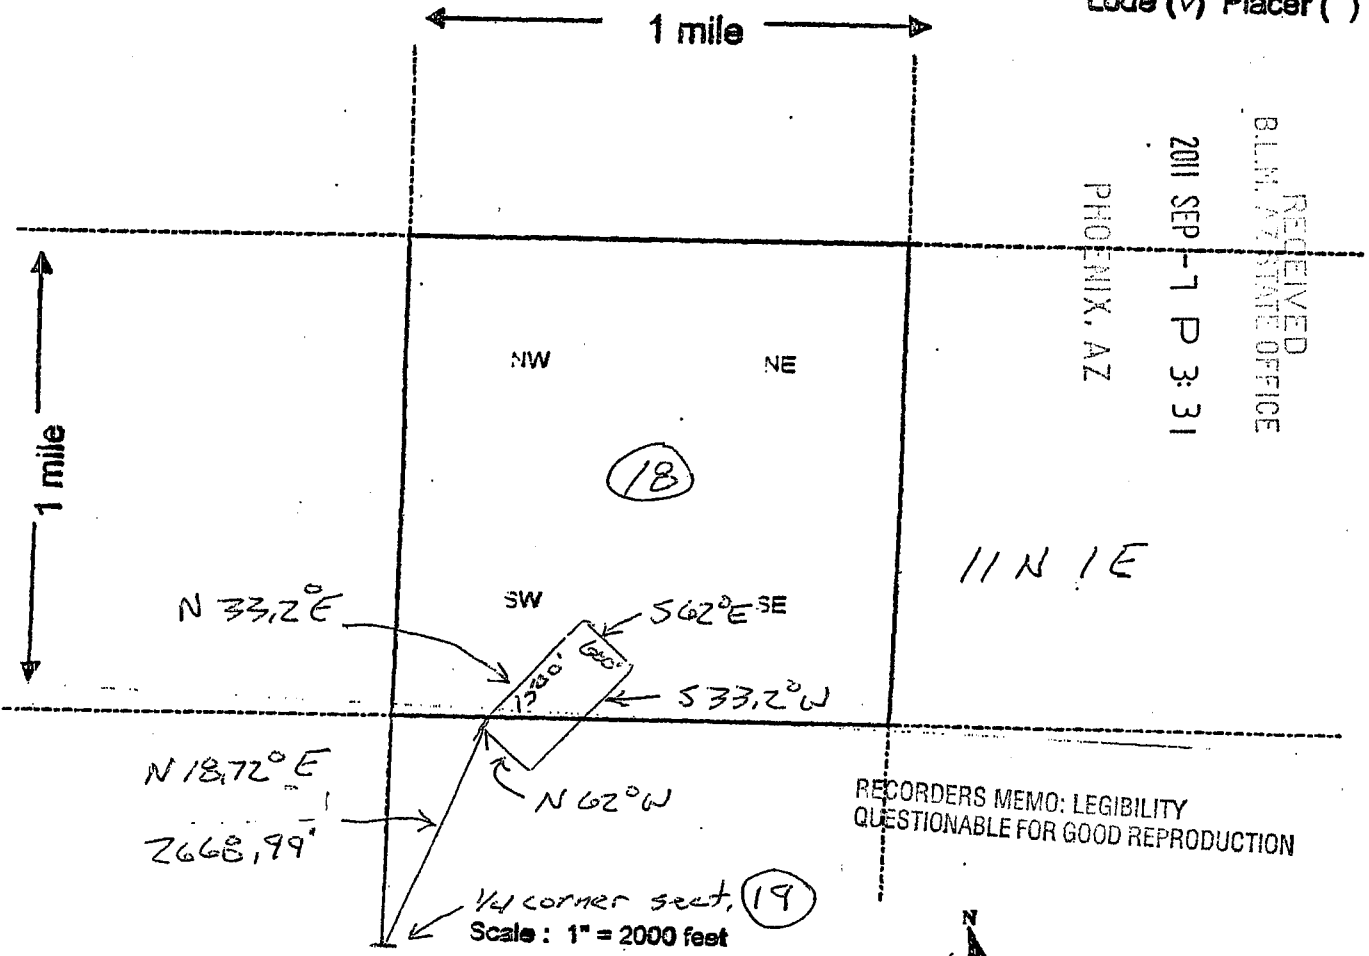 Lode (√) Placer ( )
1 mile
RECEIVED
B.L.M. AZ STATE OFFICE
2011 SEP -7 P 3:31
PHOENIX, AZ
NW
NE
1 mile
18
11 N 1 E
N 33,2° E
SW
S62°E
SE
1500'
600'
S 33,2° W
N 18,72° E
2668,99'
N 62° W
RECORDERS MEMO: LEGIBILITY
QUESTIONABLE FOR GOOD REPRODUCTION
1/4 corner sect, 19
Scale : 1" = 2000 feet
N